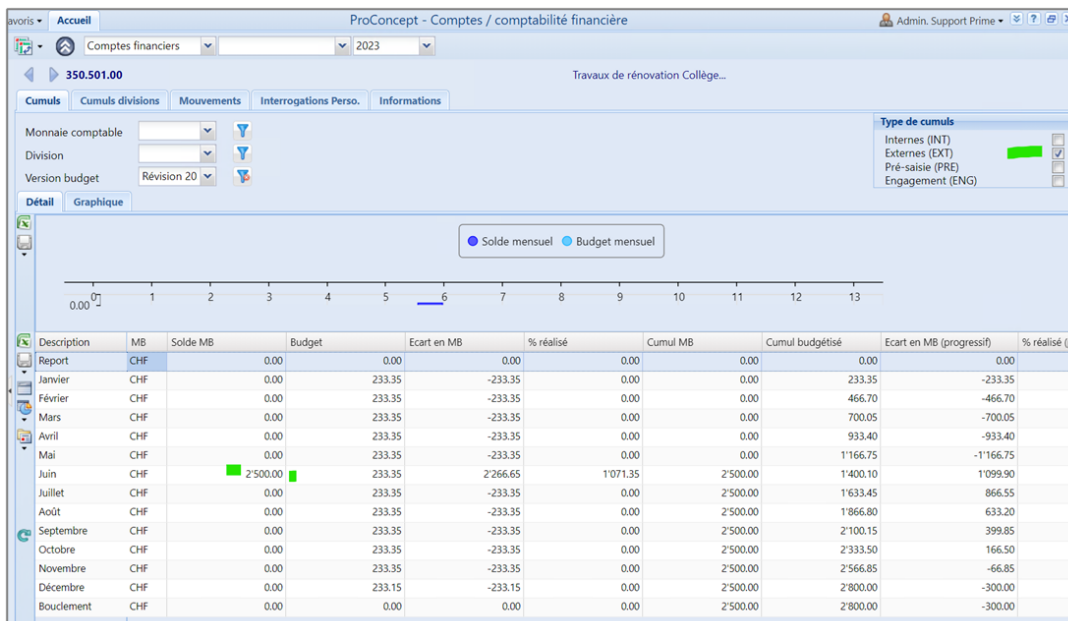 avoris Accueil ProConcept - Comptes / comptabilité financière Admin. Support Prime ?
Comptes financiers 2023
350.501.00 Travaux de rénovation Collège...
Cumuls Cumuls divisions Mouvements Interrogations Perso. Informations
Type de cumuls
Monnaie comptable
Division
Version budget Révision 20
Internes (INT)
Externes (EXT)
Pré-saisie (PRE)
Engagement (ENG)
Détail Graphique
Solde mensuel Budget mensuel
0.00 0 1 2 3 4 5 6 7 8 9 10 11 12 13
Description MB Solde MB Budget Ecart en MB % réalisé Cumul MB Cumul budgétisé Ecart en MB (progressif) % réalisé (
Report CHF 0.00 0.00 0.00 0.00 0.00 0.00 0.00
Janvier CHF 0.00 233.35 -233.35 0.00 0.00 233.35 -233.35
Février CHF 0.00 233.35 -233.35 0.00 0.00 466.70 -466.70
Mars CHF 0.00 233.35 -233.35 0.00 0.00 700.05 -700.05
Avril CHF 0.00 233.35 -233.35 0.00 0.00 933.40 -933.40
Mai CHF 0.00 233.35 -233.35 0.00 0.00 1'166.75 -1'166.75
Juin CHF 2'500.00 233.35 2'266.65 1'071.35 2'500.00 1'400.10 1'099.90
Juillet CHF 0.00 233.35 -233.35 0.00 2'500.00 1'633.45 866.55
Août CHF 0.00 233.35 -233.35 0.00 2'500.00 1'866.80 633.20
Septembre CHF 0.00 233.35 -233.35 0.00 2'500.00 2'100.15 399.85
Octobre CHF 0.00 233.35 -233.35 0.00 2'500.00 2'333.50 166.50
Novembre CHF 0.00 233.35 -233.35 0.00 2'500.00 2'566.85 -66.85
Décembre CHF 0.00 233.15 -233.15 0.00 2'500.00 2'800.00 -300.00
Bouclement CHF 0.00 0.00 0.00 0.00 2'500.00 2'800.00 -300.00